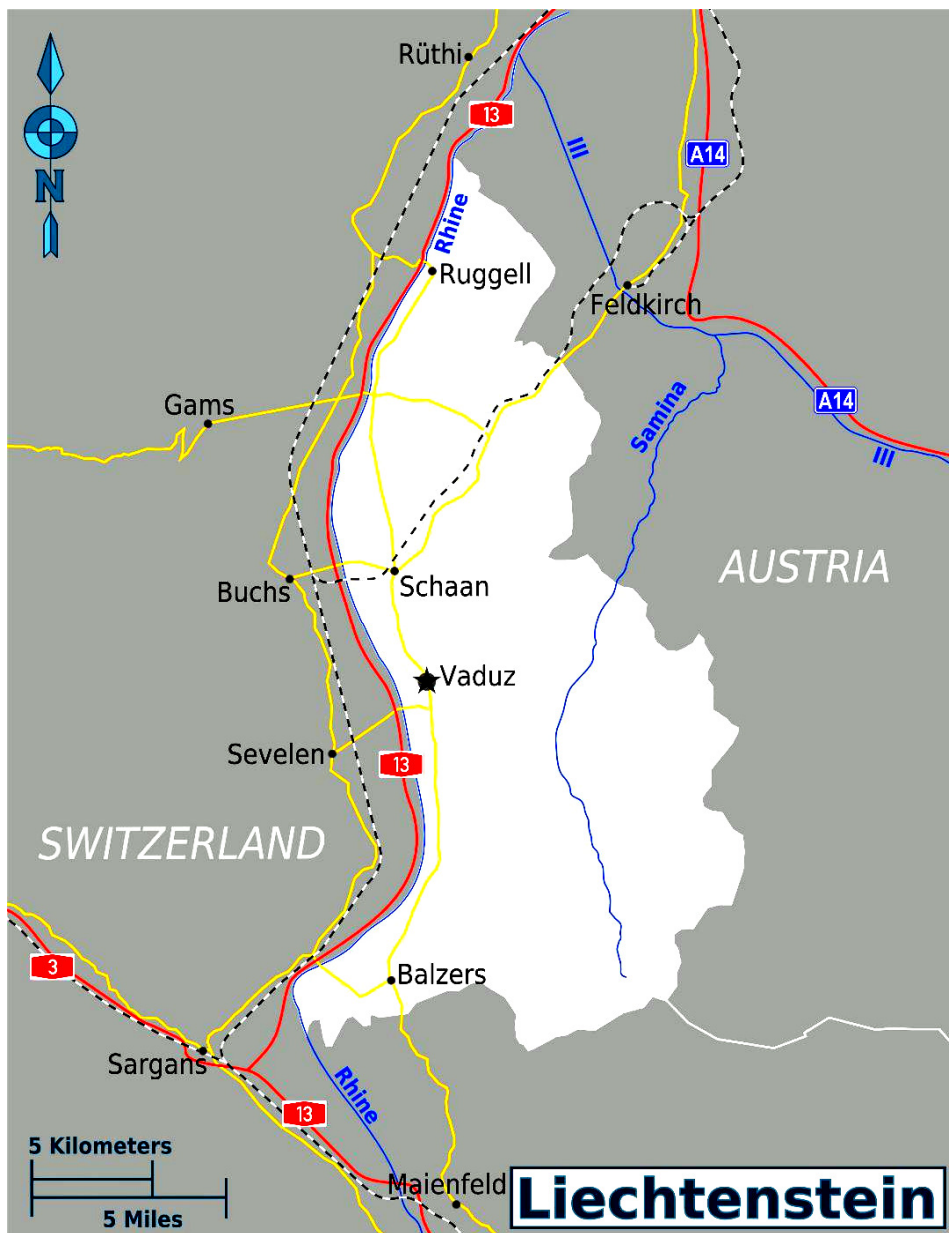 Rüthi
13
Ill
A14
N
Rhine
Ruggell
Feldkirch
Samina
A14
Gams
Ill
AUSTRIA
Buchs
Schaan
Vaduz
Sevelen
13
SWITZERLAND
3
Balzers
Sargans
Rhine
13
5 Kilometers
Maienfeld
Liechtenstein
5 Miles